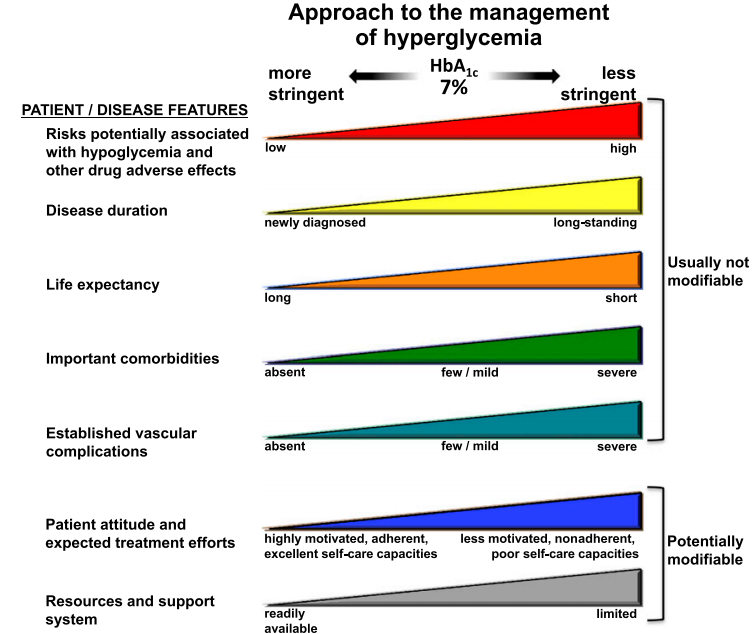 Approach to the management
of hyperglycemia
more
stringent
HbA1c
7%
less
stringent
PATIENT / DISEASE FEATURES
Risks potentially associated
with hypoglycemia and
other drug adverse effects
low
high
Disease duration
newly diagnosed
long-standing
Usually not
modifiable
Life expectancy
long
short
Important comorbidities
absent
few / mild
severe
Established vascular
complications
absent
few / mild
severe
Patient attitude and
expected treatment efforts
highly motivated, adherent,
excellent self-care capacities
less motivated, nonadherent,
poor self-care capacities
Potentially
modifiable
Resources and support
system
readily
available
limited